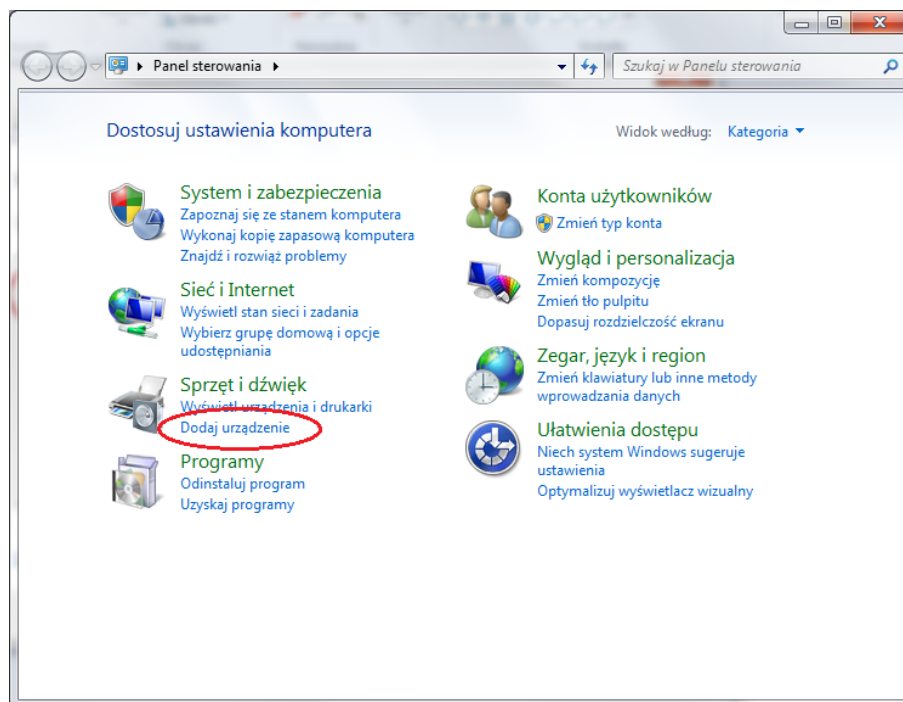 Panel sterowania
Szukaj w Panelu sterowania
Dostosuj ustawienia komputera
Widok według: Kategoria
System i zabezpieczenia
Zapoznaj się ze stanem komputera
Wykonaj kopię zapasową komputera
Znajdź i rozwiąż problemy
Sieć i Internet
Wyświetl stan sieci i zadania
Wybierz grupę domową i opcje
udostępniania
Sprzęt i dźwięk
Wyświetl urządzenia i drukarki
Dodaj urządzenie
Programy
Odinstaluj program
Uzyskaj programy
Konta użytkowników
Zmień typ konta
Wygląd i personalizacja
Zmień kompozycję
Zmień tło pulpitu
Dopasuj rozdzielczość ekranu
Zegar, język i region
Zmień klawiatury lub inne metody
wprowadzania danych
Ułatwienia dostępu
Niech system Windows sugeruje
ustawienia
Optymalizuj wyświetlacz wizualny